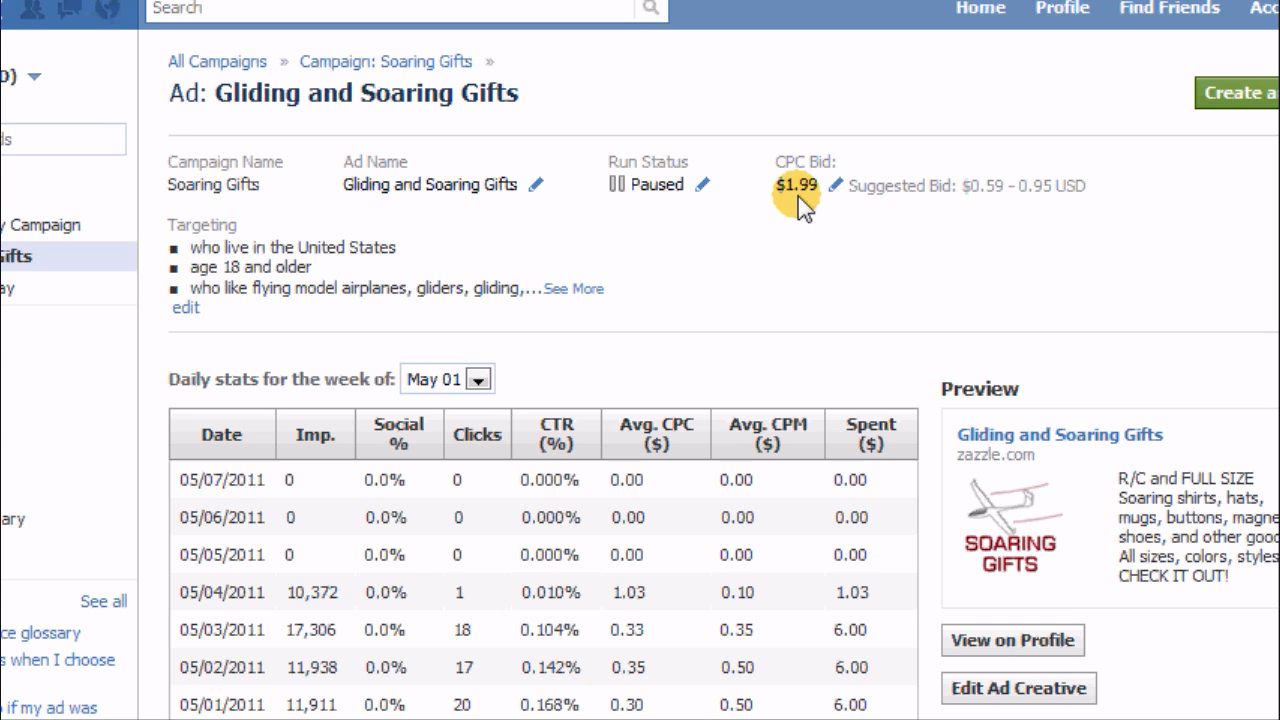 Search
Home Profile Find Friends
All Campaigns » Campaign: Soaring Gifts »
Ad: Gliding and Soaring Gifts
Create
Campaign Name Ad Name Run Status CPC Bid:
Soaring Gifts Gliding and Soaring Gifts Paused $1.99 Suggested Bid: $0.59 - 0.95 USD
Campaign
Targeting
who live in the United States
age 18 and older
who like flying model airplanes, gliders, gliding,... See More
edit
Daily stats for the week of: May 01
Date Imp. Social % Clicks CTR (%) Avg. CPC ($) Avg. CPM ($) Spent ($)
05/07/2011 0 0.0% 0 0.000% 0.00 0.00 0.00
05/06/2011 0 0.0% 0 0.000% 0.00 0.00 0.00
05/05/2011 0 0.0% 0 0.000% 0.00 0.00 0.00
05/04/2011 10,372 0.0% 1 0.010% 1.03 0.10 1.03
05/03/2011 17,306 0.0% 18 0.104% 0.33 0.35 6.00
05/02/2011 11,938 0.0% 17 0.142% 0.35 0.50 6.00
05/01/2011 11,911 0.0% 20 0.168% 0.30 0.50 6.00
Preview
Gliding and Soaring Gifts
zazzle.com
SOARING
GIFTS
R/C and FULL SIZE
Soaring shirts, hats,
mugs, buttons, magne
shoes, and other good
All sizes, colors, styles
CHECK IT OUT!
View on Profile
Edit Ad Creative
See all
ce glossary
s when I choose
if my ad was